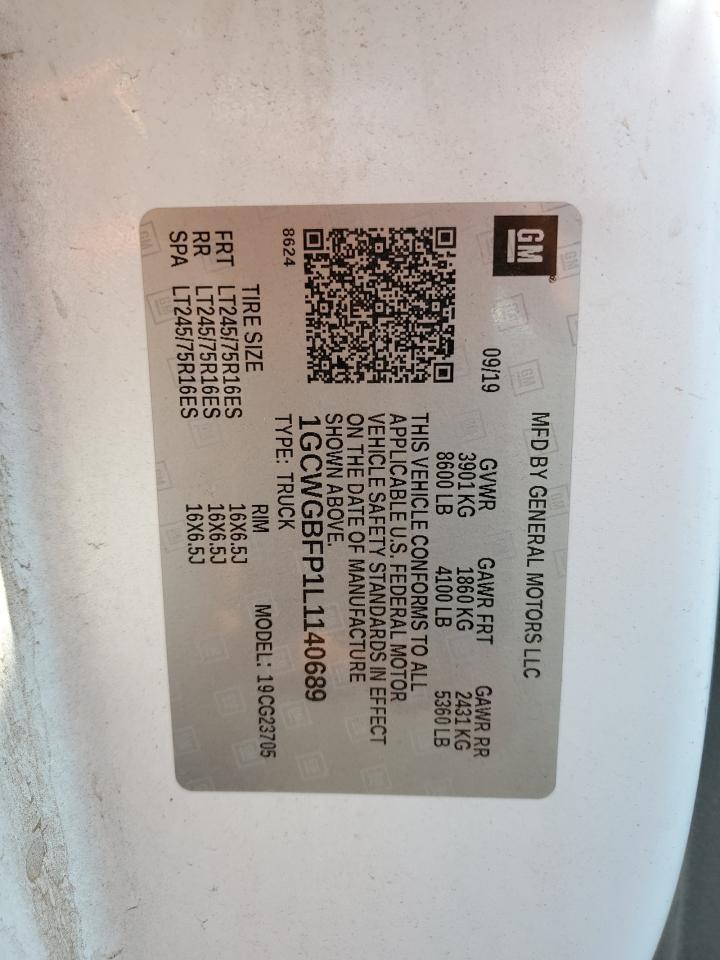 GM
MFD BY GENERAL MOTORS LLC
09/19
GVWR GAWR FRT GAWR RR
3901 KG 1860 KG 2431 KG
8600 LB 4100 LB 5360 LB
THIS VEHICLE CONFORMS TO ALL
APPLICABLE U.S. FEDERAL MOTOR
VEHICLE SAFETY STANDARDS IN EFFECT
ON THE DATE OF MANUFACTURE
SHOWN ABOVE.
1GCWGBFP1L1140689
8624
TYPE: TRUCK
MODEL: 19CG23705
TIRE SIZE RIM
FRT LT245/75R16ES 16X6.5J
RR LT245/75R16ES 16X6.5J
SPA LT245/75R16ES 16X6.5J